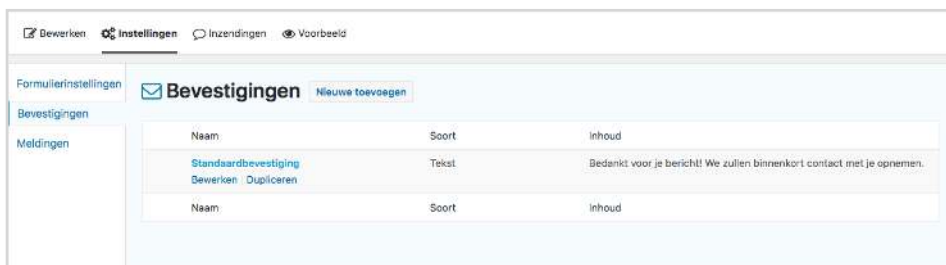 Bewerken Instellingen Inzendingen Voorbeeld
Formulierinstellingen
Bevestigingen
Meldingen
Bevestigingen Nieuwe toevoegen
Naam Soort Inhoud
Standaardbevestiging Tekst Bedankt voor je bericht! We zullen binnenkort contact met je opnemen.
Bewerken | Dupliceren
Naam Soort Inhoud